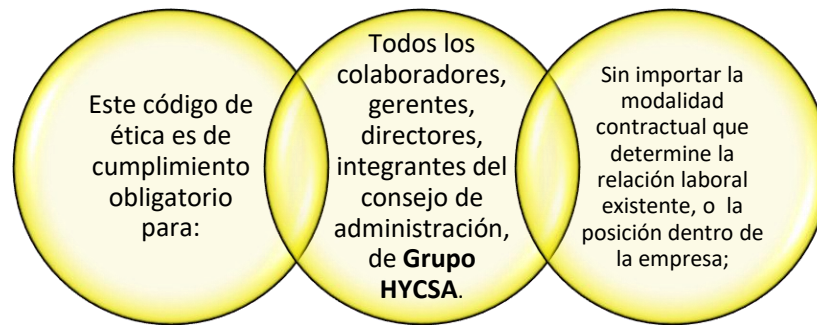 Este código de
ética es de
cumplimiento
obligatorio
para:
Todos los
colaboradores,
gerentes,
directores,
integrantes del
consejo de
administración,
de Grupo
HYCSA.
Sin importar la
modalidad
contractual que
determine la
relación laboral
existente, o la
posición dentro de
la empresa;